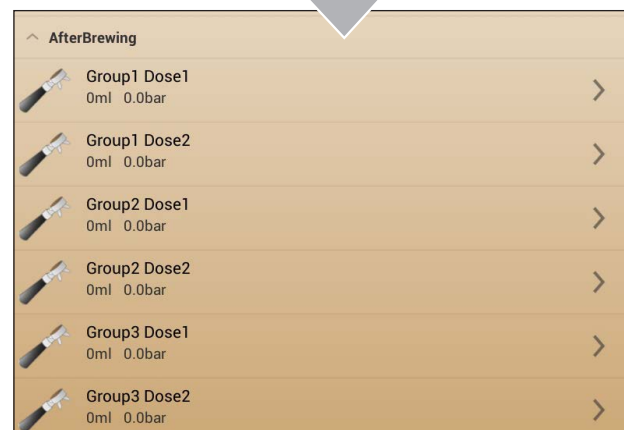 AfterBrewing
Group1 Dose1
0ml 0.0bar
Group1 Dose2
0ml 0.0bar
Group2 Dose1
0ml 0.0bar
Group2 Dose2
0ml 0.0bar
Group3 Dose1
0ml 0.0bar
Group3 Dose2
0ml 0.0bar